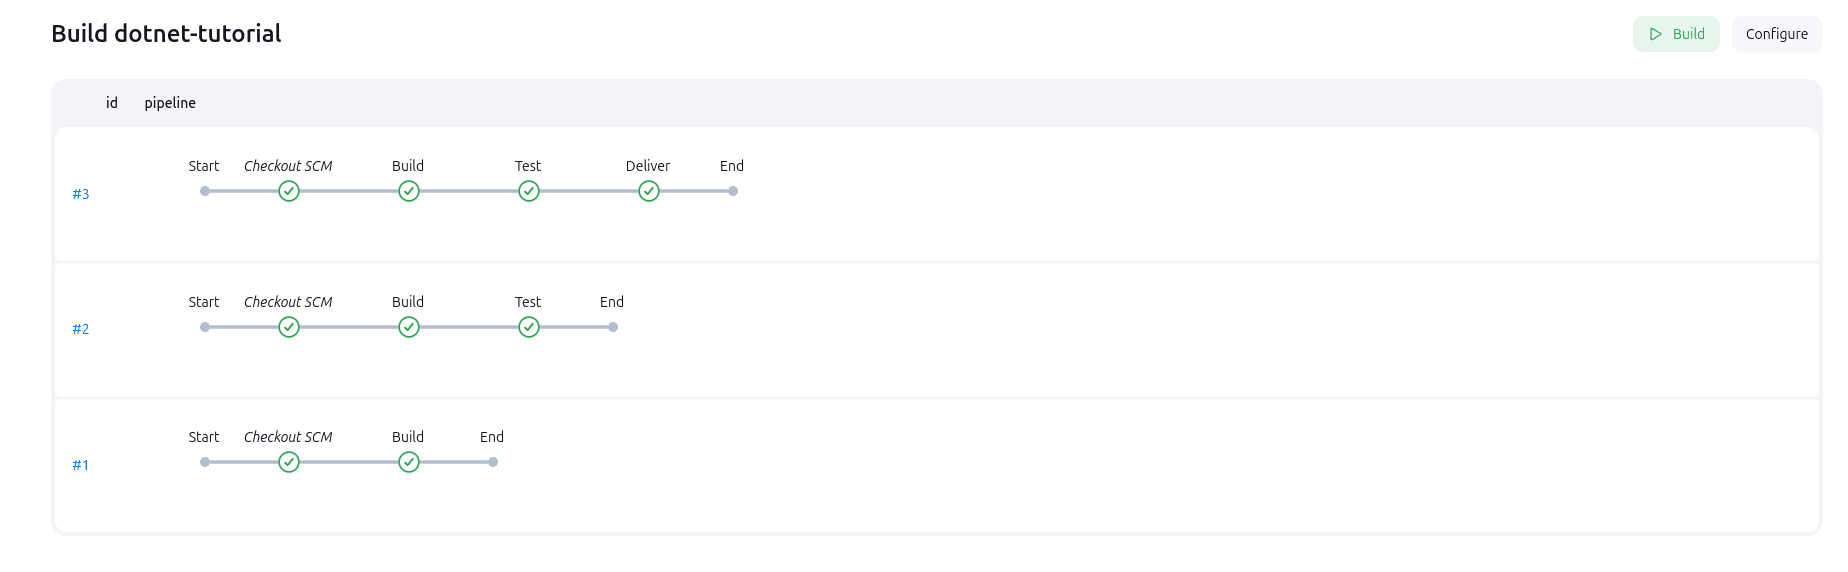 Build dotnet-tutorial
Build Configure
id pipeline
Start Checkout SCM Build Test Deliver End
#3
Start Checkout SCM Build Test End
#2
Start Checkout SCM Build End
#1